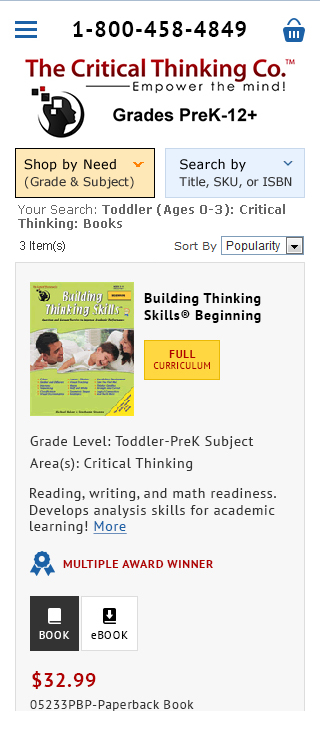 1-800-458-4849
The Critical Thinking Co.™
Empower the mind!
Grades PreK-12+
Shop by Need
(Grade & Subject)
Search by
Title, SKU, or ISBN
Your Search: Toddler (Ages 0-3): Critical
Thinking: Books
3 Item(s)
Sort By Popularity
Building
Thinking Skills®
Building Thinking
Skills® Beginning
FULL
CURRICULUM
Grade Level: Toddler-PreK Subject
Area(s): Critical Thinking
Reading, writing, and math readiness.
Develops analysis skills for academic
learning! More
MULTIPLE AWARD WINNER
BOOK
eBOOK
$32.99
05233PBP-Paperback Book